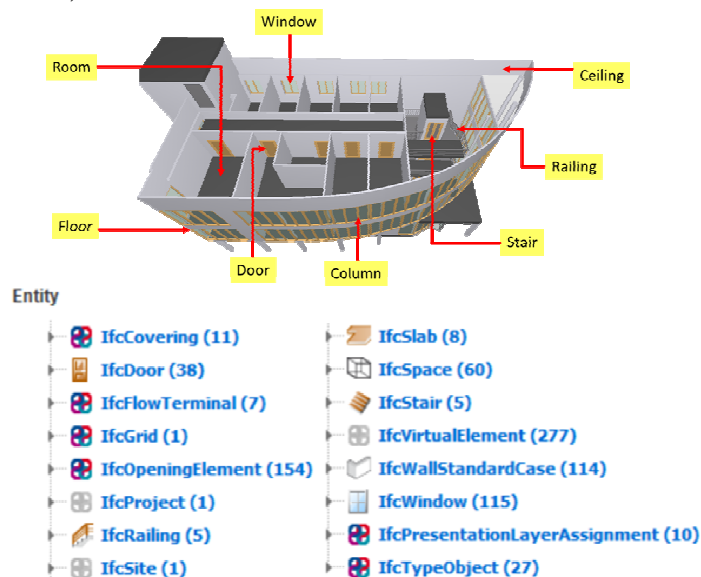 Window
Room
Ceiling
Railing
Floor
Stair
Door
Column
Entity
IfcCovering (11)
IfcDoor (38)
IfcFlowTerminal (7)
IfcGrid (1)
IfcOpeningElement (154)
IfcProject (1)
IfcRailing (5)
IfcSite (1)
IfcSlab (8)
IfcSpace (60)
IfcStair (5)
IfcVirtualElement (277)
IfcWallStandardCase (114)
IfcWindow (115)
IfcPresentationLayerAssignment (10)
IfcTypeObject (27)